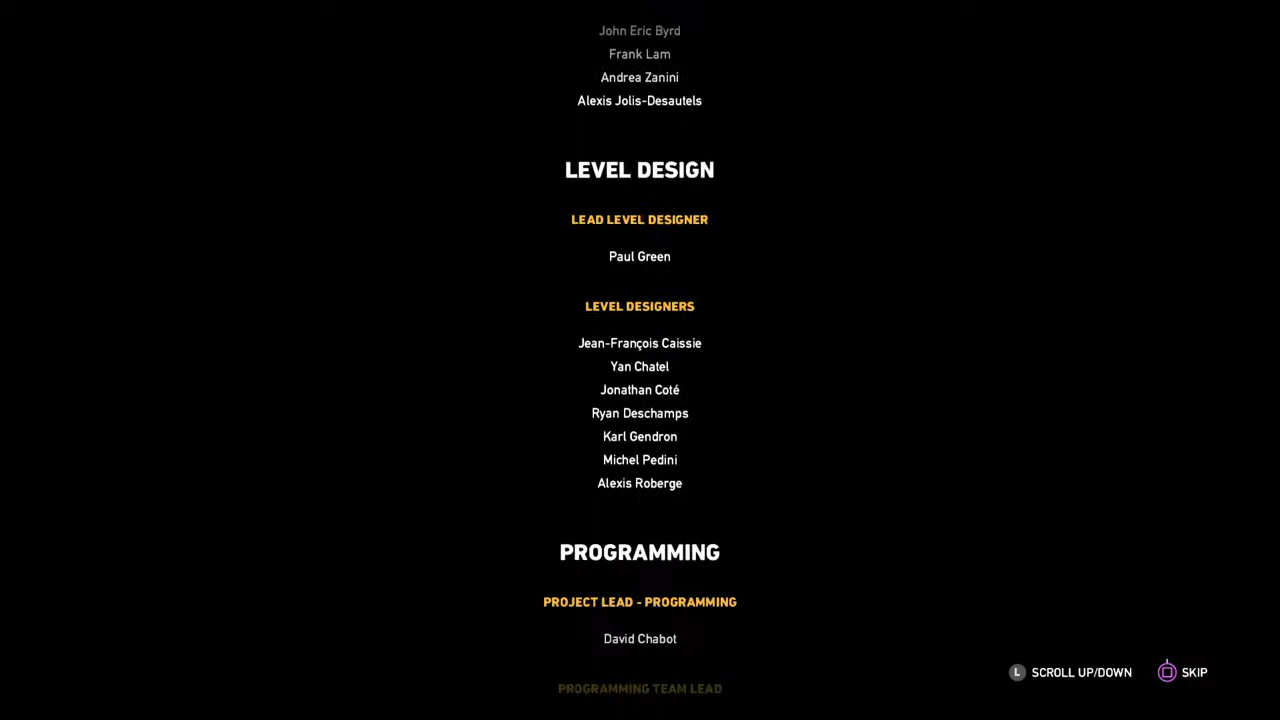 John Eric Byrd
Frank Lam
Andrea Zanini
Alexis Jolis-Desautels
LEVEL DESIGN
LEAD LEVEL DESIGNER
Paul Green
LEVEL DESIGNERS
Jean-François Caissie
Yan Chatel
Jonathan Coté
Ryan Deschamps
Karl Gendron
Michel Pedini
Alexis Roberge
PROGRAMMING
PROJECT LEAD - PROGRAMMING
David Chabot
L SCROLL UP/DOWN SKIP
PROGRAMMING TEAM LEAD